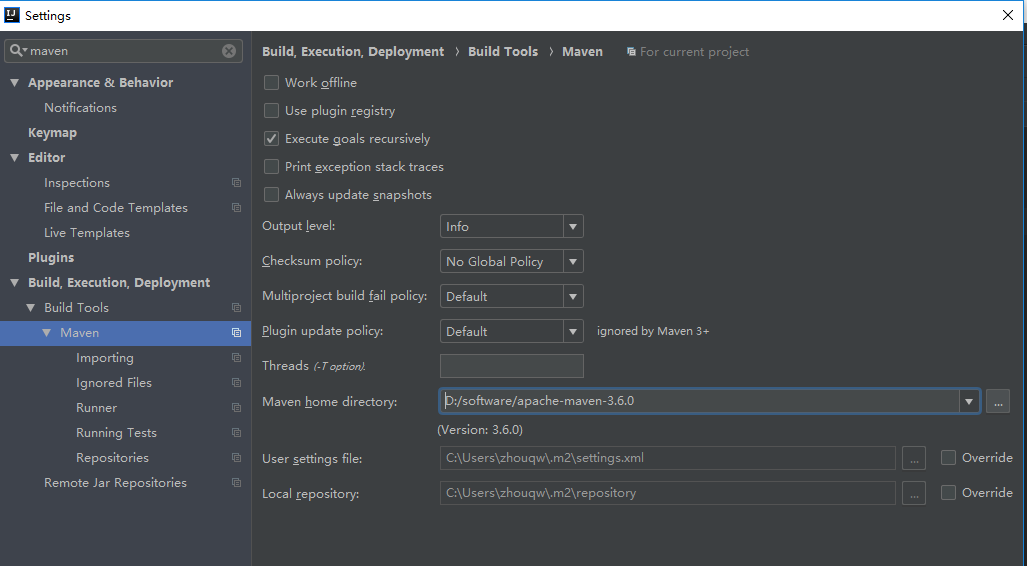 Settings
maven
Appearance & Behavior
Notifications
Keymap
Editor
Inspections
File and Code Templates
Live Templates
Plugins
Build, Execution, Deployment
Build Tools
Maven
Importing
Ignored Files
Runner
Running Tests
Repositories
Remote Jar Repositories
Build, Execution, Deployment › Build Tools › Maven For current project
Work offline
Use plugin registry
Execute goals recursively
Print exception stack traces
Always update snapshots
Output level: Info
Checksum policy: No Global Policy
Multiproject build fail policy: Default
Plugin update policy: Default ignored by Maven 3+
Threads (-T option).
Maven home directory: D:/software/apache-maven-3.6.0 ...
(Version: 3.6.0)
User settings file: C:\Users\zhouqw\.m2\settings.xml ... Override
Local repository: C:\Users\zhouqw\.m2\repository ... Override